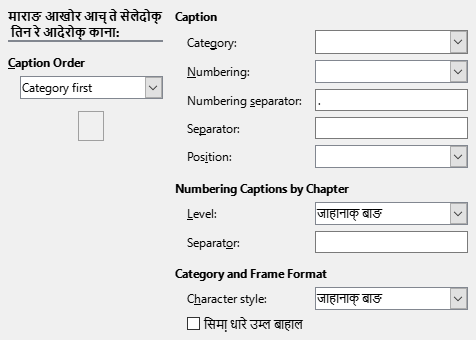 माराङ आखोर आच् ते सेलेदोक्
तिन रे आदेरोक् काना:
Caption Order
Category first
Caption
Category:
Numbering:
Numbering separator: .
Separator:
Position:
Numbering Captions by Chapter
Level: जाहानाक् बाङ
Separator:
Category and Frame Format
Character style: जाहानाक् बाङ
सिमा़ धारे उम्ल बाहाल